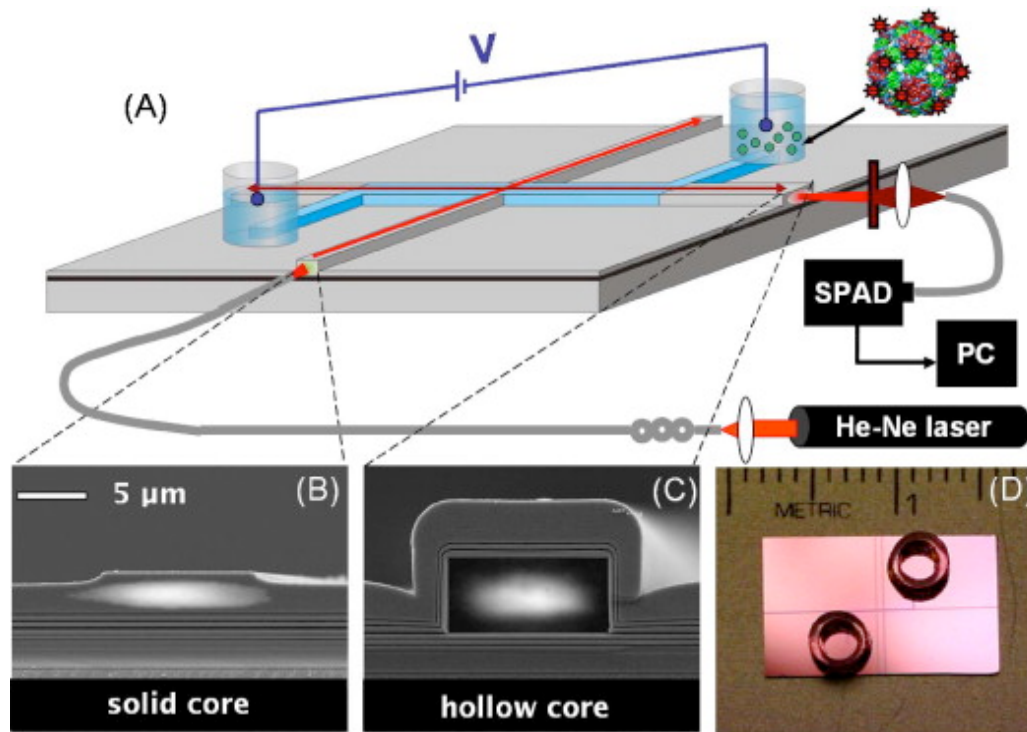 V
(A)
SPAD
PC
He-Ne laser
5 µm
(B)
(C)
(D)
METRIC
1
solid core
hollow core